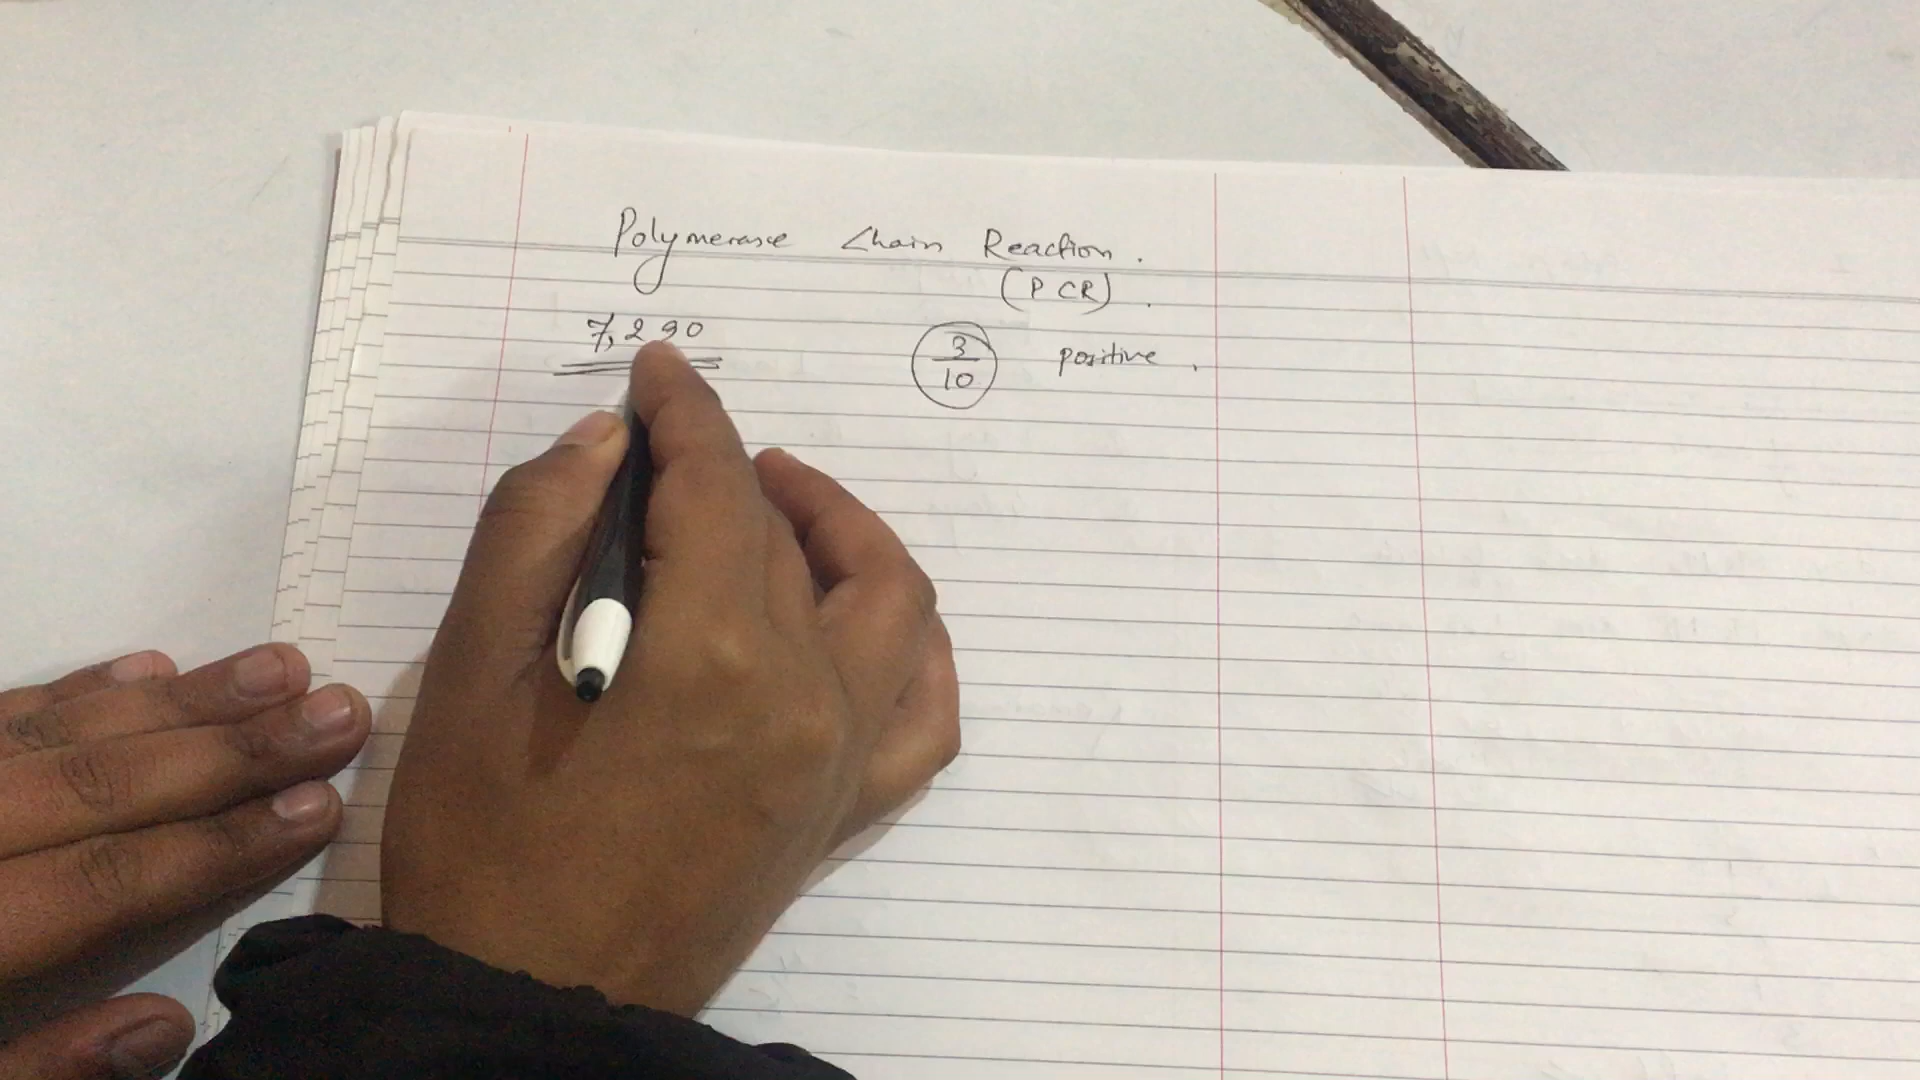 Polymerase Chain Reaction.
(PCR).
7,290
3/10 positive.